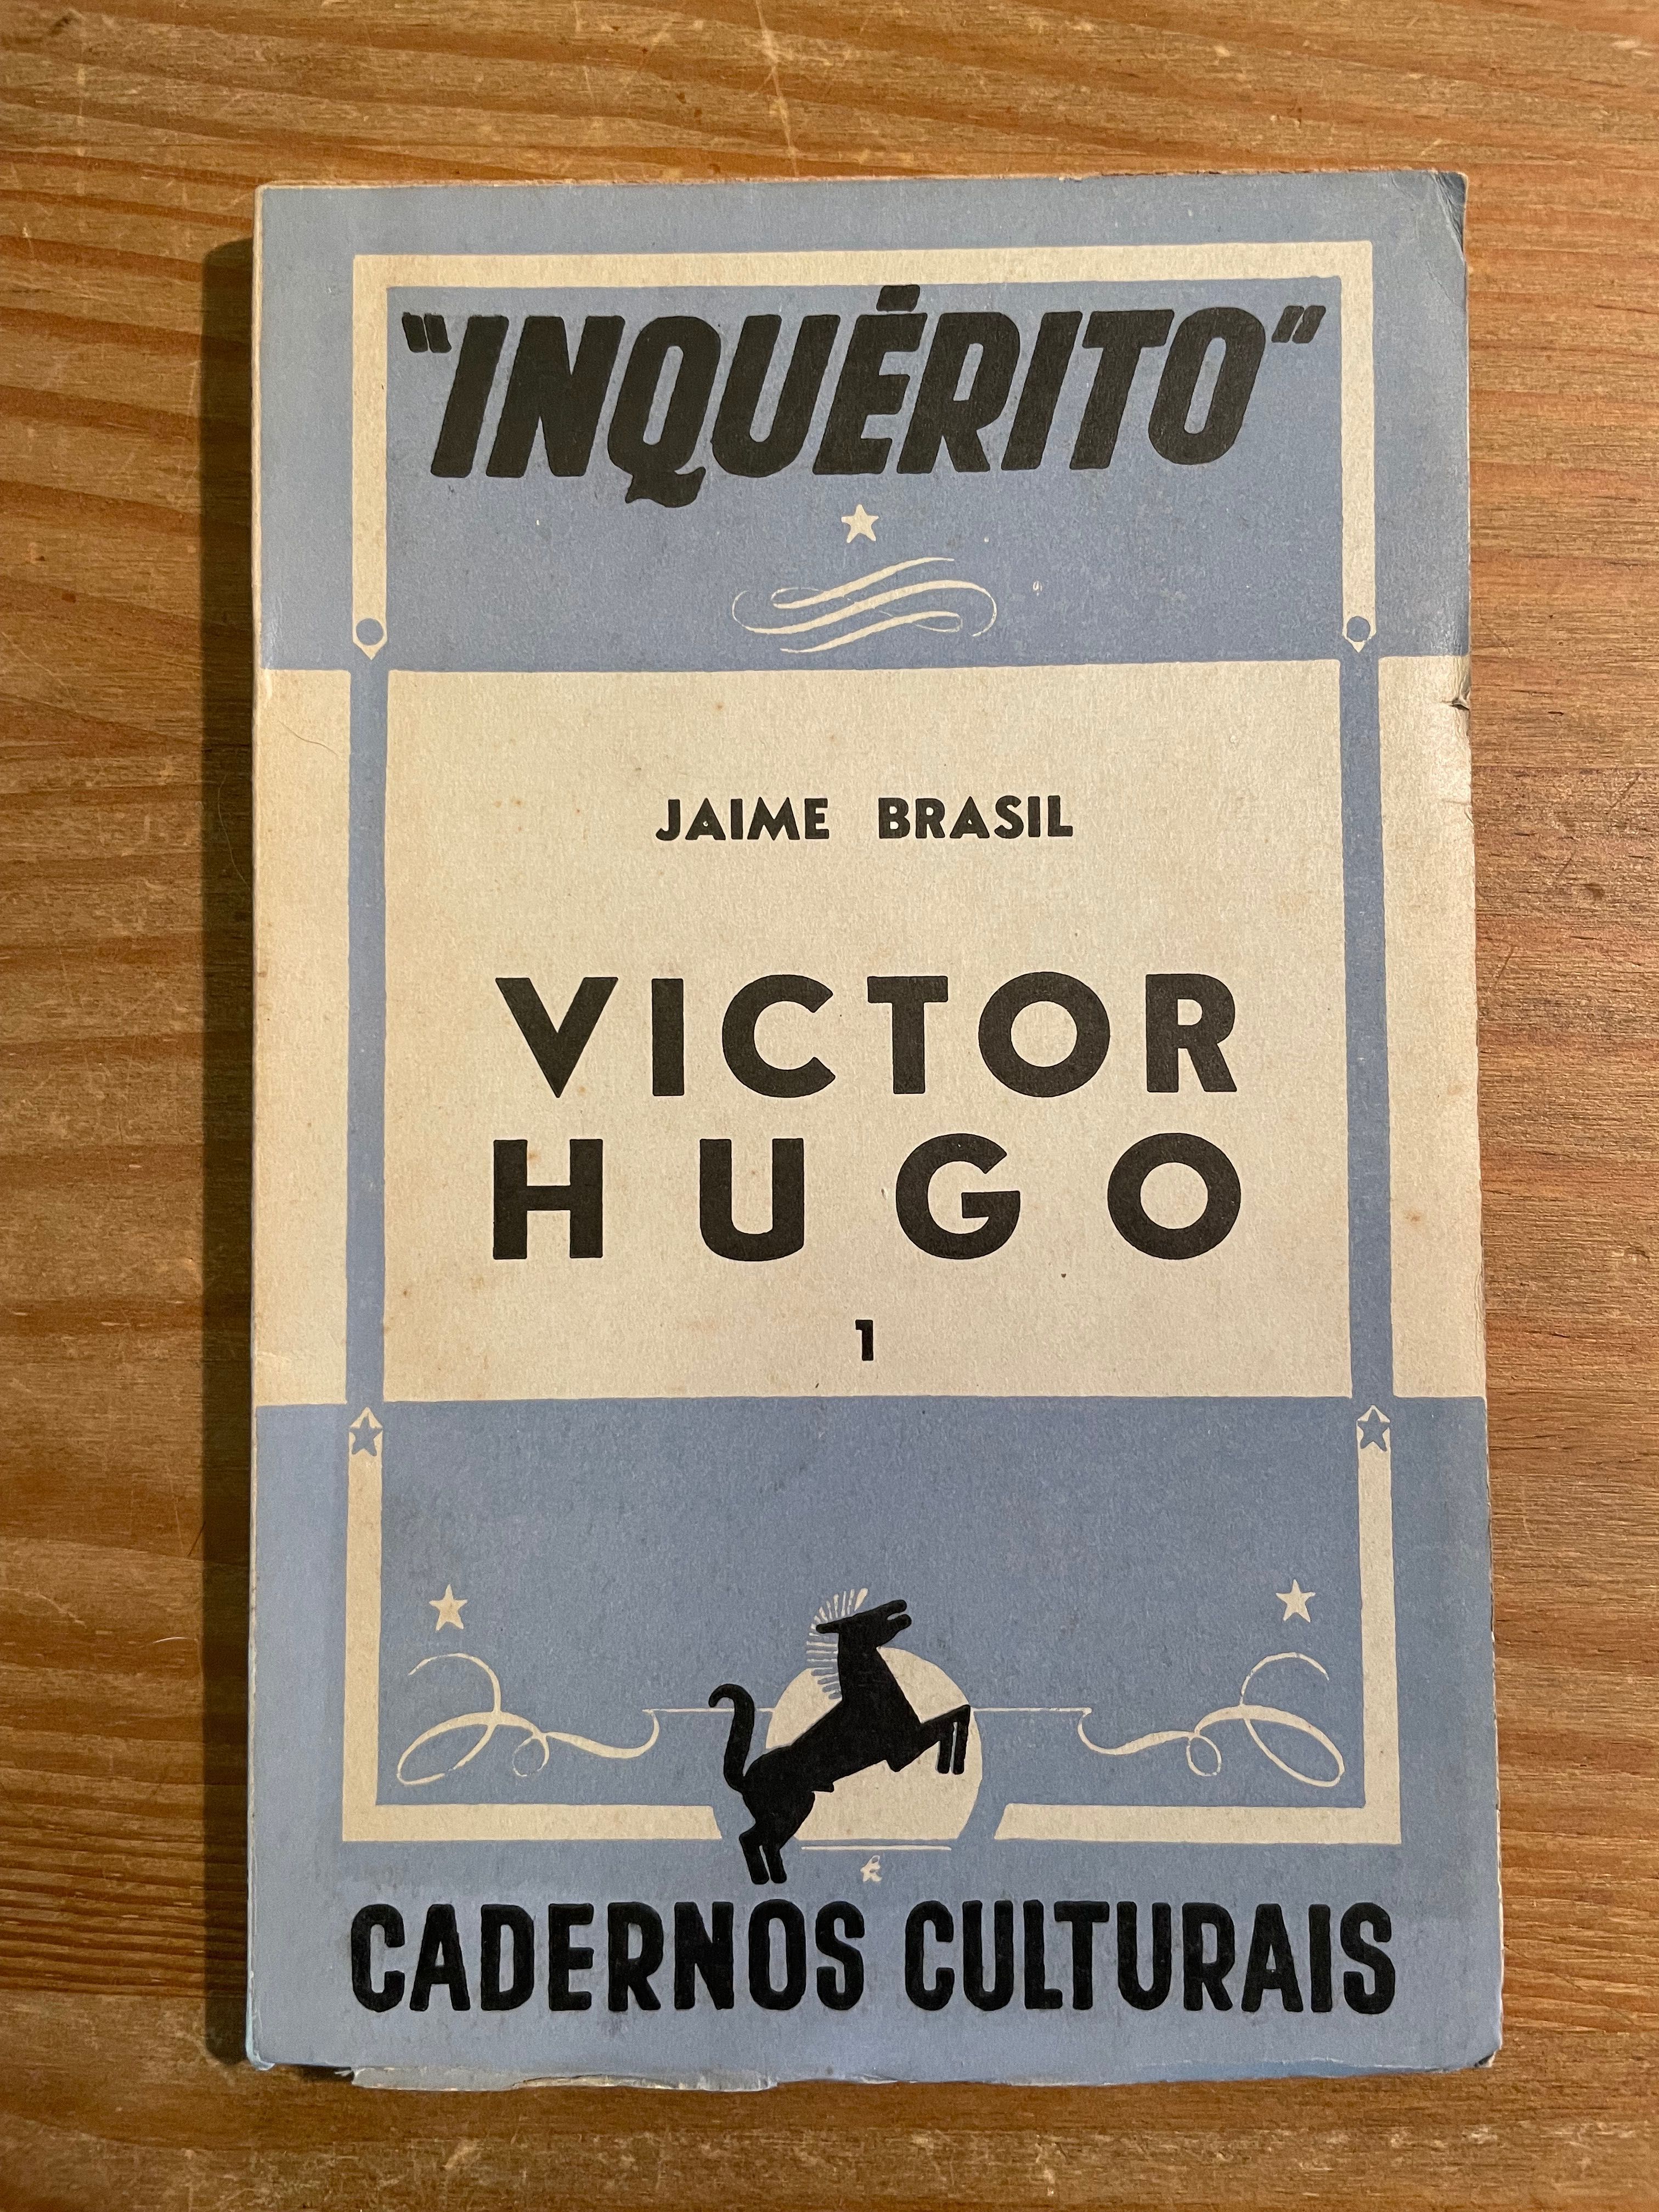 "INQUÉRITO"
JAIME BRASIL
VICTOR
HUGO
1
CADERNOS CULTURAIS